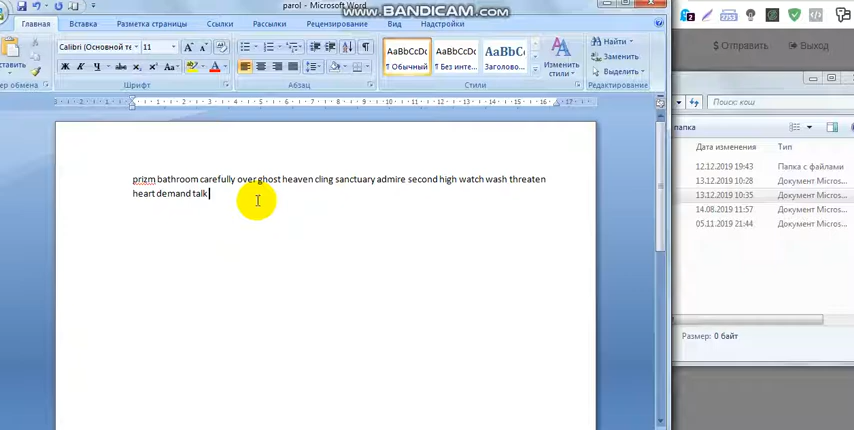 parol - Microsoft Word
www.BANDICAM.com
Главная Вставка Разметка страницы Ссылки Рассылки Рецензирование Вид Надстройки
Calibri (Основной те 11
AaBbCcDc AaBbCcDc AaBbCc
¶ Обычный ¶ Без инте... Заголово...
Изменить стили
Найти
Заменить
Выделить
Шрифт Абзац Стили Редактирование
prizm bathroom carefully over ghost heaven cling sanctuary admire second high watch wash threaten
heart demand talk
$ Отправить Выход
Поиск: кош
папка
Дата изменения Тип
12.12.2019 19:43 Папка с файлами
13.12.2019 10:28 Документ Micros...
13.12.2019 10:35 Документ Micros...
14.08.2019 11:57 Документ Micros...
05.11.2019 21:44 Документ Micros...
Размер: 0 байт